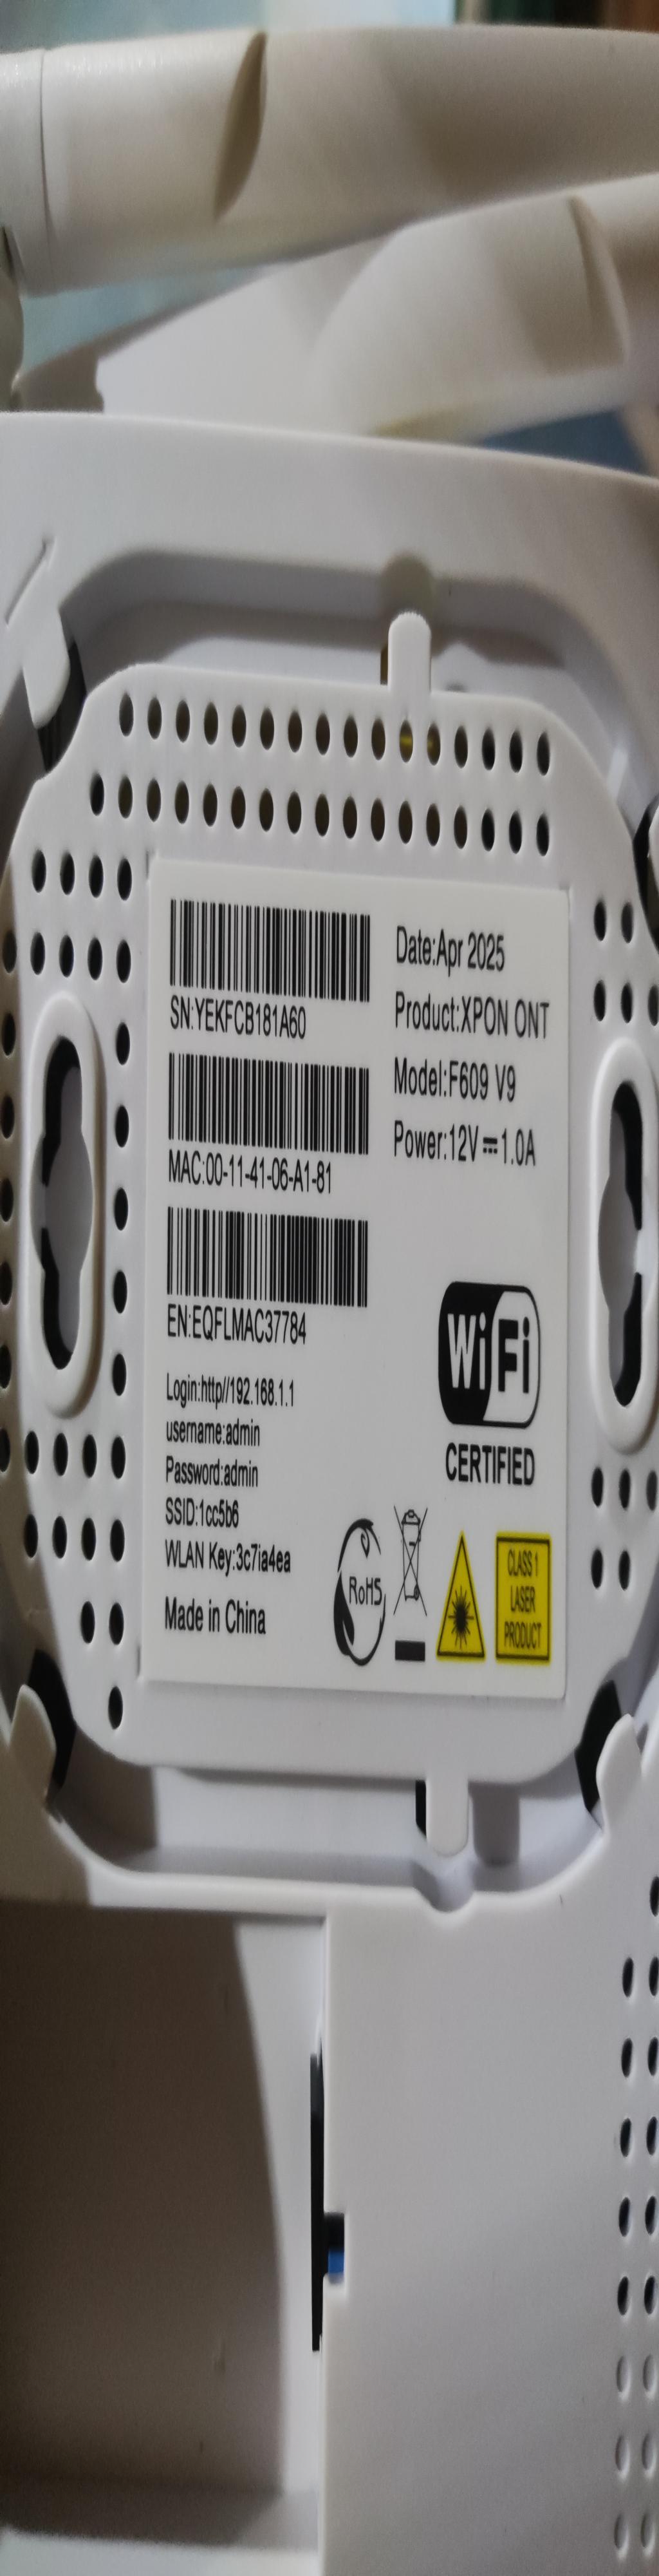 SN:YEKFCB181A60
MAC:00-11-41-06-A1-81
EN:EQFLMAC37784
Login:http//192.168.1.1
username:admin
Password:admin
SSID:1cc5b6
WLAN Key:3c7ia4ea
Made in China
Date:Apr 2025
Product:XPON ONT
Model:F609 V9
Power:12V⎓1.0A
WiFi
CERTIFIED
RoHS
CLASS 1
LASER
PRODUCT